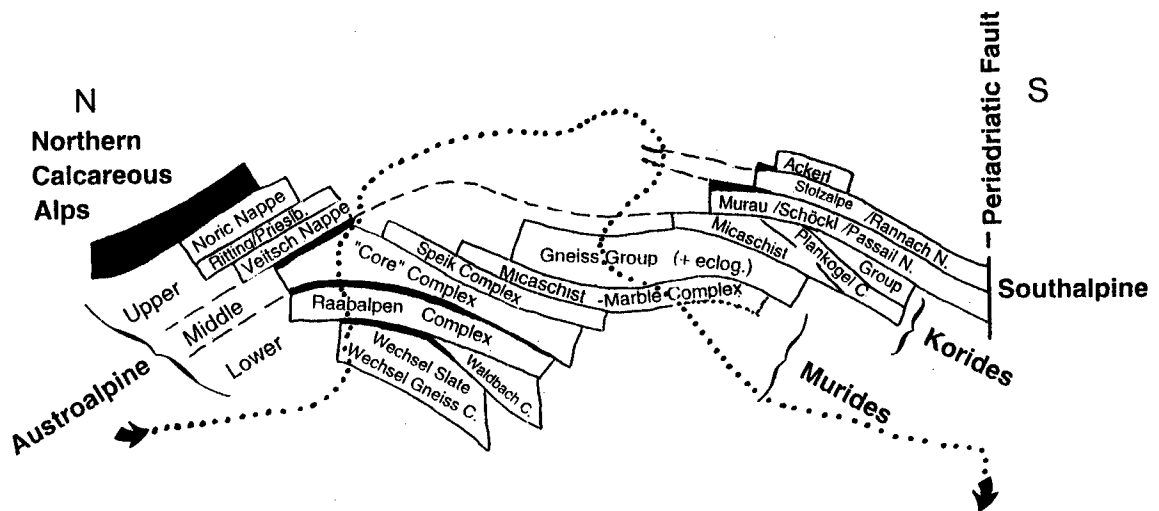 N
Northern
Calcareous
Alps
Noric Nappe
Ritting/Prieslb.
Veitsch Nappe
Upper
Middle
Lower
Austroalpine
"Core" Complex
Speik Complex
Micaschist -Marble Complex
Gneiss Group (+ eclog.)
Raabalpen Complex
Wechsel Slate
Wechsel Gneiss C.
Waldbach C.
Ackerl
Stolzalpe /Rannach N.
Murau /Schöckl /Passail N.
Micaschist Group
Plankogel C
Murides
Korides
Periadriatic Fault
S
Southalpine